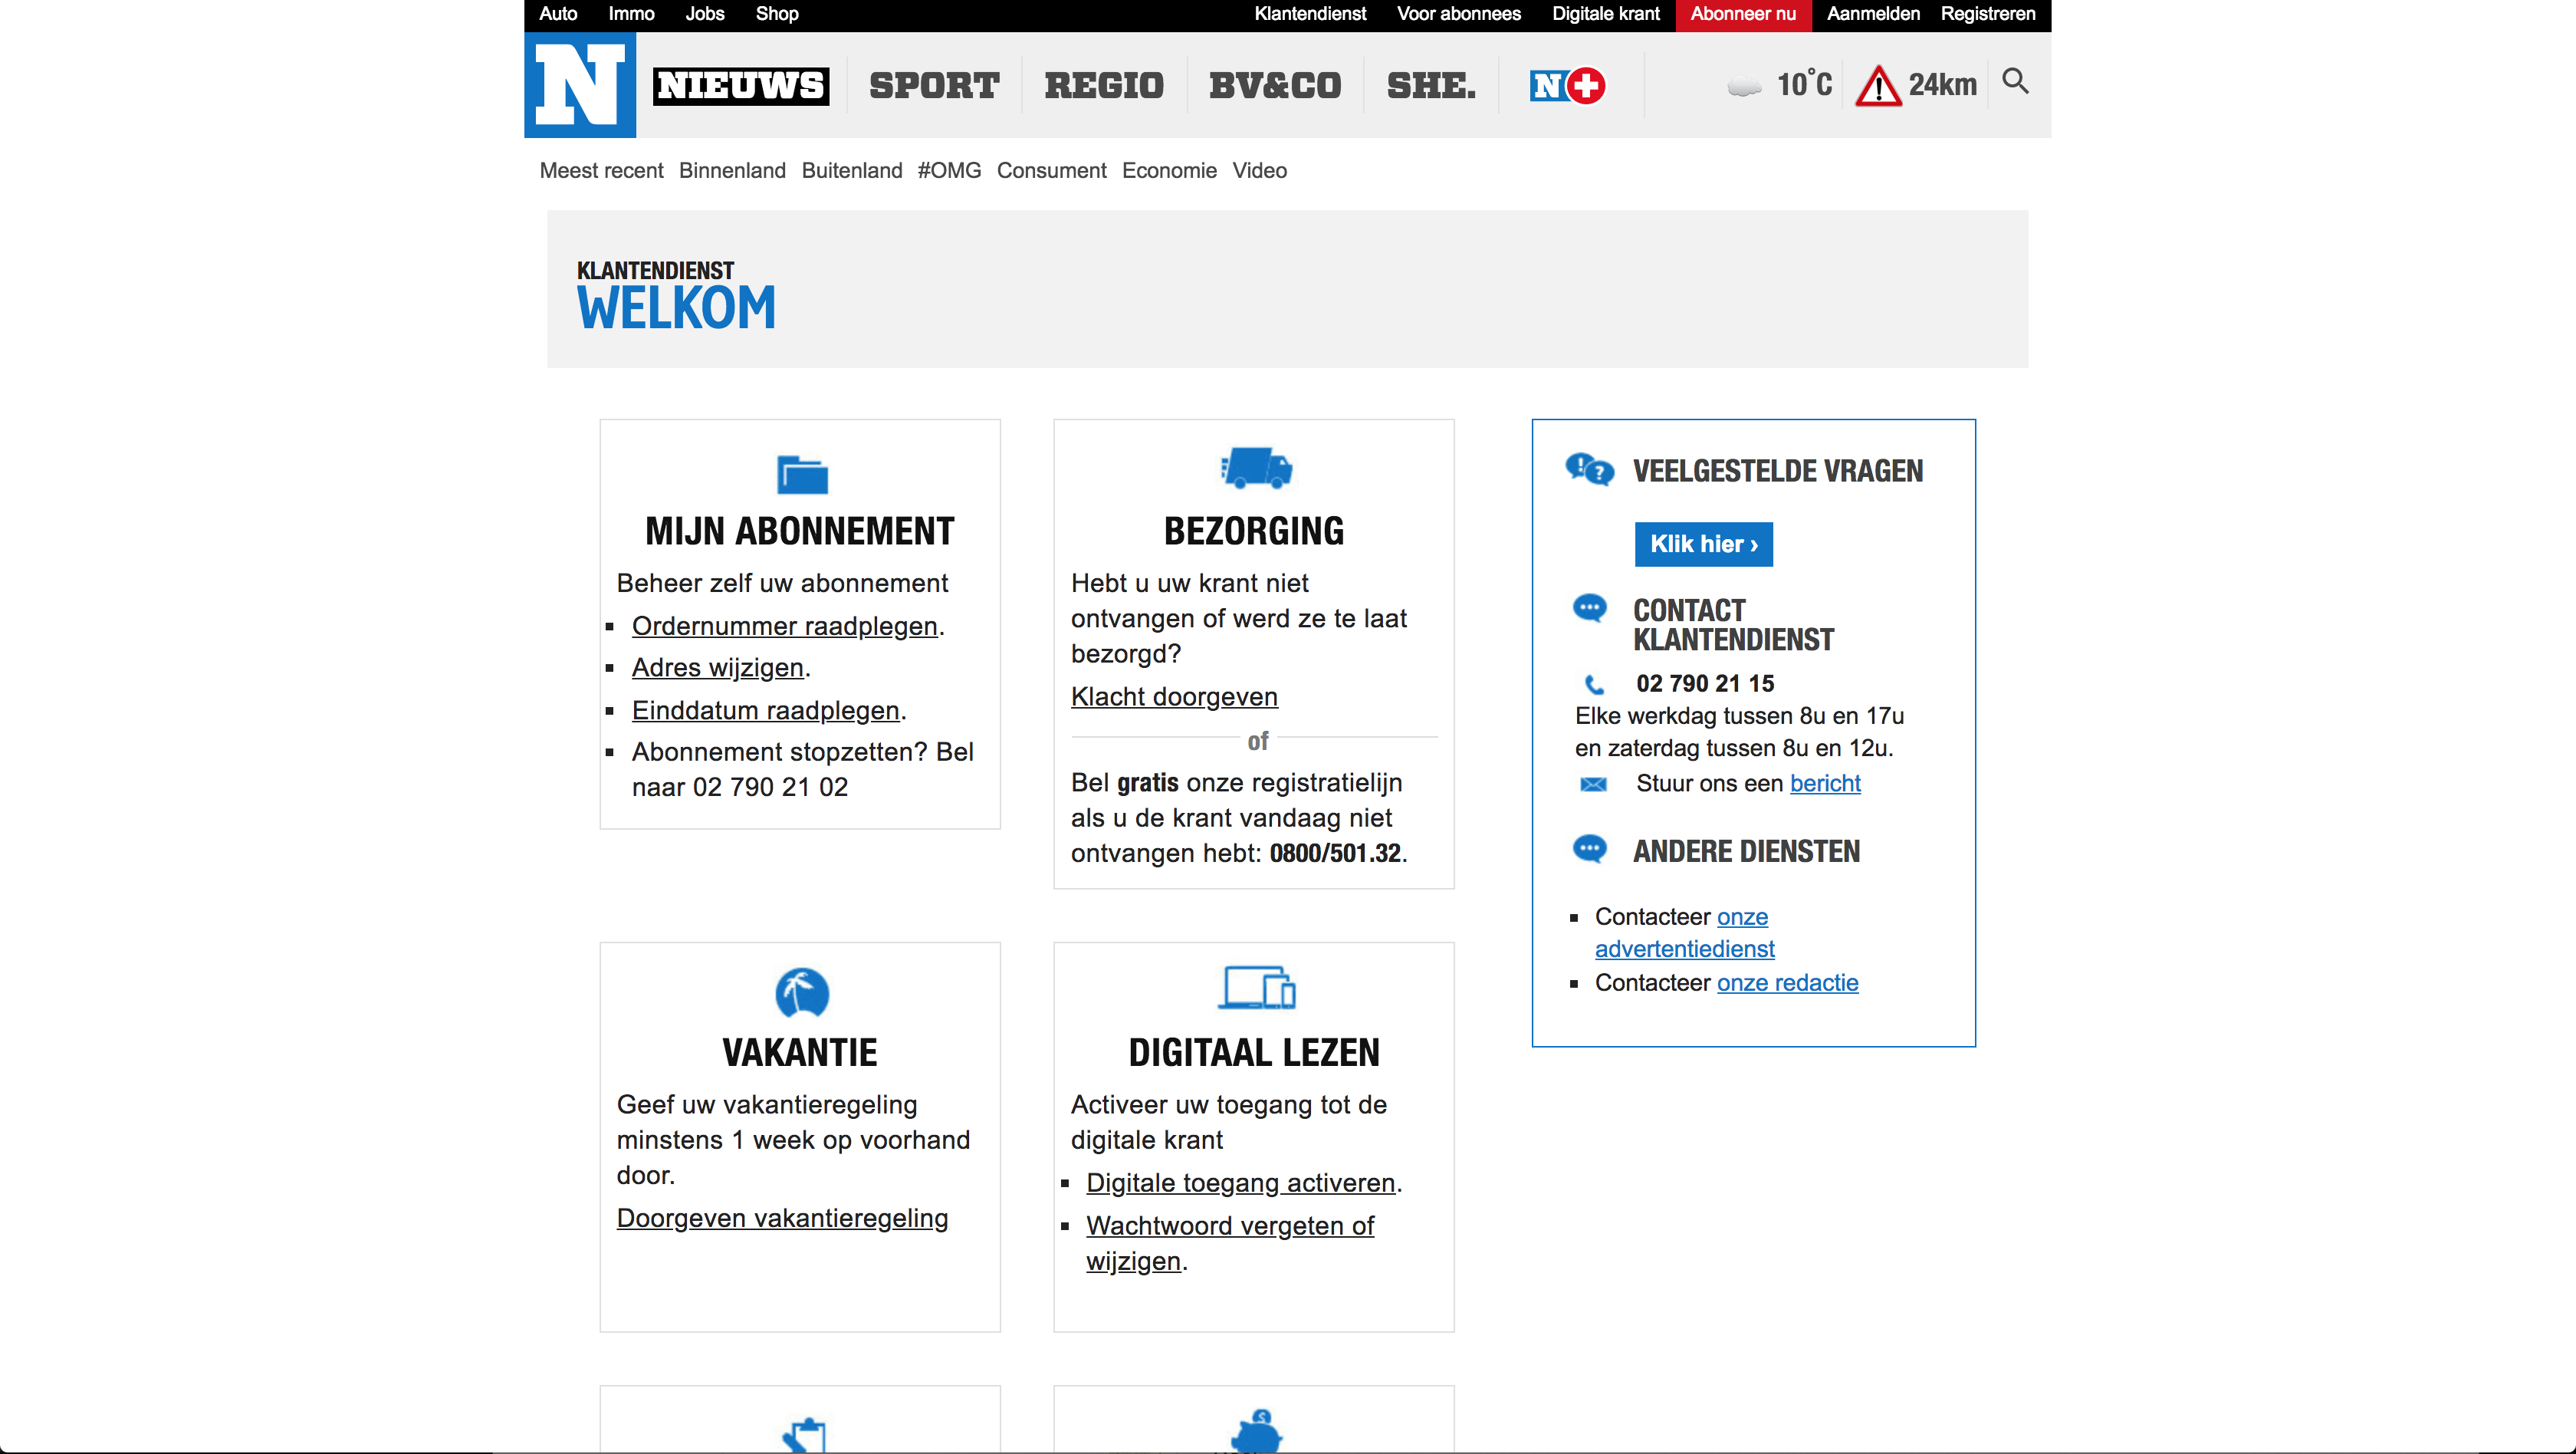 Auto Immo Jobs Shop Klantendienst Voor abonnees Digitale krant Abonneer nu Aanmelden Registreren
N NIEUWS SPORT REGIO BV&CO SHE. N 10°C 24km
Meest recent Binnenland Buitenland #OMG Consument Economie Video
KLANTENDIENST
WELKOM
MIJN ABONNEMENT
Beheer zelf uw abonnement
Ordernummer raadplegen.
Adres wijzigen.
Einddatum raadplegen.
Abonnement stopzetten? Bel
naar 02 790 21 02
BEZORGING
Hebt u uw krant niet
ontvangen of werd ze te laat
bezorgd?
Klacht doorgeven
of
Bel gratis onze registratielijn
als u de krant vandaag niet
ontvangen hebt: 0800/501.32.
VEELGESTELDE VRAGEN
Klik hier ›
CONTACT
KLANTENDIENST
02 790 21 15
Elke werkdag tussen 8u en 17u
en zaterdag tussen 8u en 12u.
Stuur ons een bericht
ANDERE DIENSTEN
Contacteer onze
advertentiedienst
Contacteer onze redactie
VAKANTIE
Geef uw vakantieregeling
minstens 1 week op voorhand
door.
Doorgeven vakantieregeling
DIGITAAL LEZEN
Activeer uw toegang tot de
digitale krant
Digitale toegang activeren.
Wachtwoord vergeten of
wijzigen.